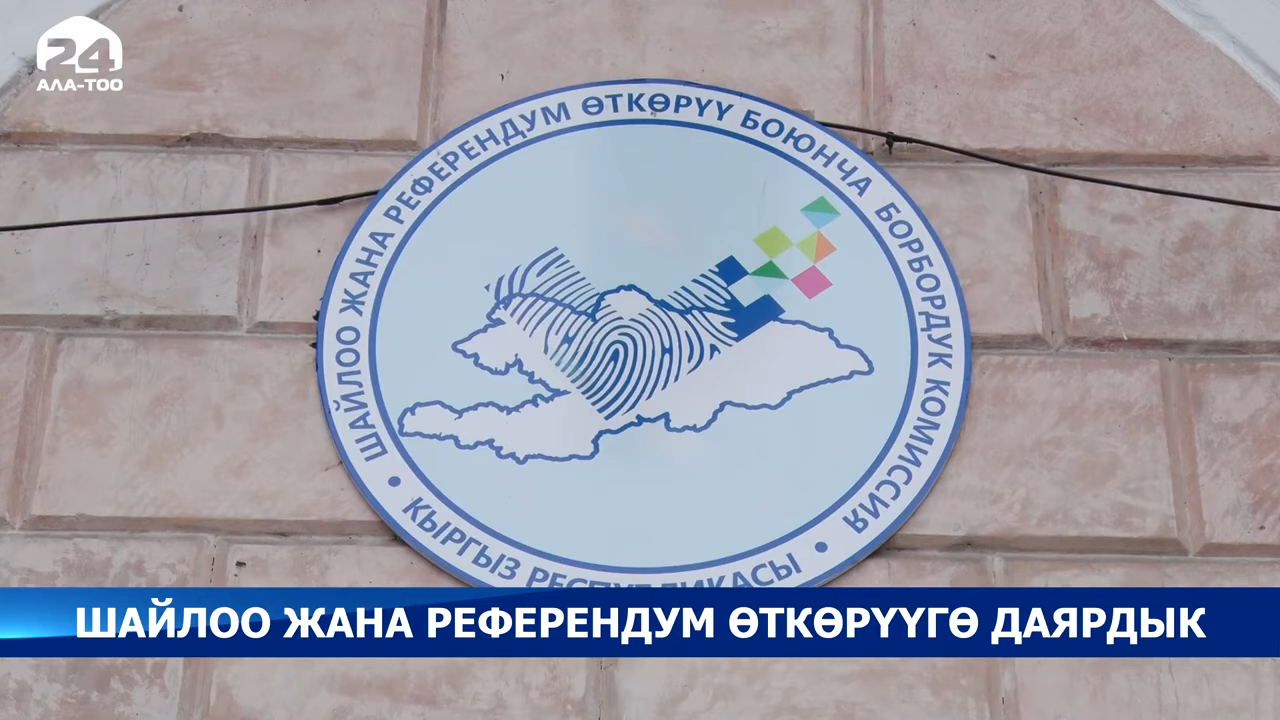 24
АЛА-ТОО
ШАЙЛОО ЖАНА РЕФЕРЕНДУМ ӨТКӨРҮҮ БОЮНЧА БОРБОРДУК КОМИССИЯ
• КЫРГЫЗ РЕСПУБЛИКАСЫ •
ШАЙЛОО ЖАНА РЕФЕРЕНДУМ ӨТКӨРҮҮГӨ ДАЯРДЫК